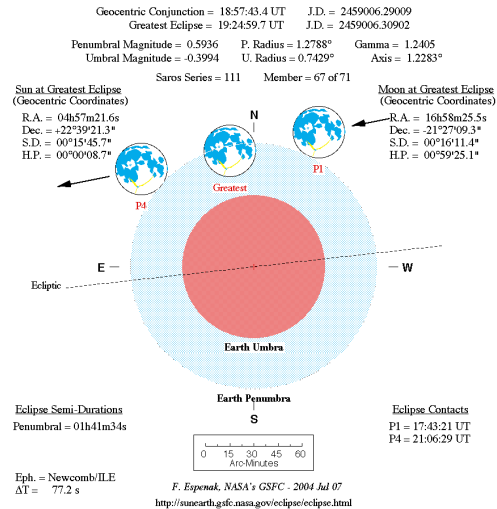 Geocentric Conjunction = 18:57:43.4 UT J.D. = 2459006.29009
Greatest Eclipse = 19:24:59.7 UT J.D. = 2459006.30902
Penumbral Magnitude = 0.5936 P. Radius = 1.2788° Gamma = 1.2405
Umbral Magnitude = -0.3994 U. Radius = 0.7429° Axis = 1.2283°
Saros Series = 111 Member = 67 of 71
Sun at Greatest Eclipse
(Geocentric Coordinates)
R.A. = 04h57m21.6s
Dec. = +22°39'21.3"
S.D. = 00°15'45.7"
H.P. = 00°00'08.7"
Moon at Greatest Eclipse
(Geocentric Coordinates)
R.A. = 16h58m25.5s
Dec. = -21°27'09.3"
S.D. = 00°16'11.4"
H.P. = 00°59'25.1"
N
P1
Greatest
P4
E
W
Ecliptic
Earth Umbra
Earth Penumbra
S
Eclipse Semi-Durations
Penumbral = 01h41m34s
Eclipse Contacts
P1 = 17:43:21 UT
P4 = 21:06:29 UT
0 15 30 45 60
Arc-Minutes
Eph. = Newcomb/ILE
ΔT = 77.2 s
F. Espenak, NASA's GSFC - 2004 Jul 07
http://sunearth.gsfc.nasa.gov/eclipse/eclipse.html